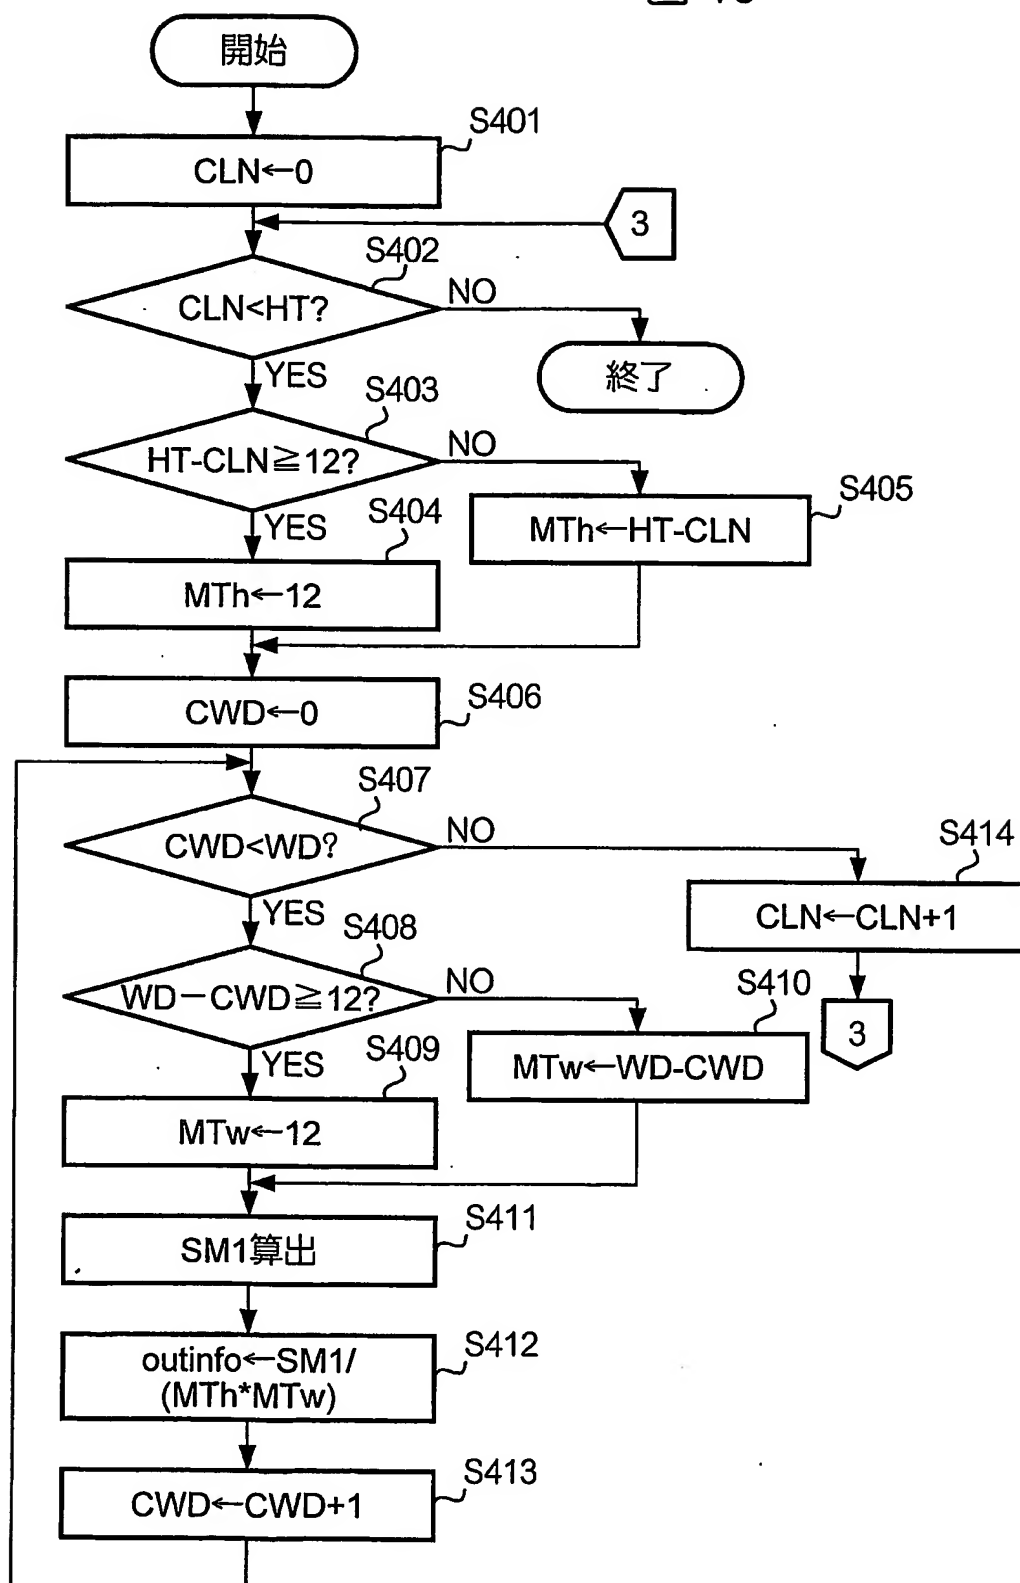 開始
S401
CLN←0
3
S402
CLN<HT?
NO
終了
YES
S403
HT-CLN≧12?
NO
S405
MTh←HT-CLN
YES
S404
MTh←12
S406
CWD←0
S407
CWD<WD?
NO
S414
CLN←CLN+1
3
YES
S408
WD-CWD≧12?
NO
S410
MTw←WD-CWD
YES
S409
MTw←12
S411
SM1算出
S412
outinfo←SM1/
(MTh*MTw)
S413
CWD←CWD+1